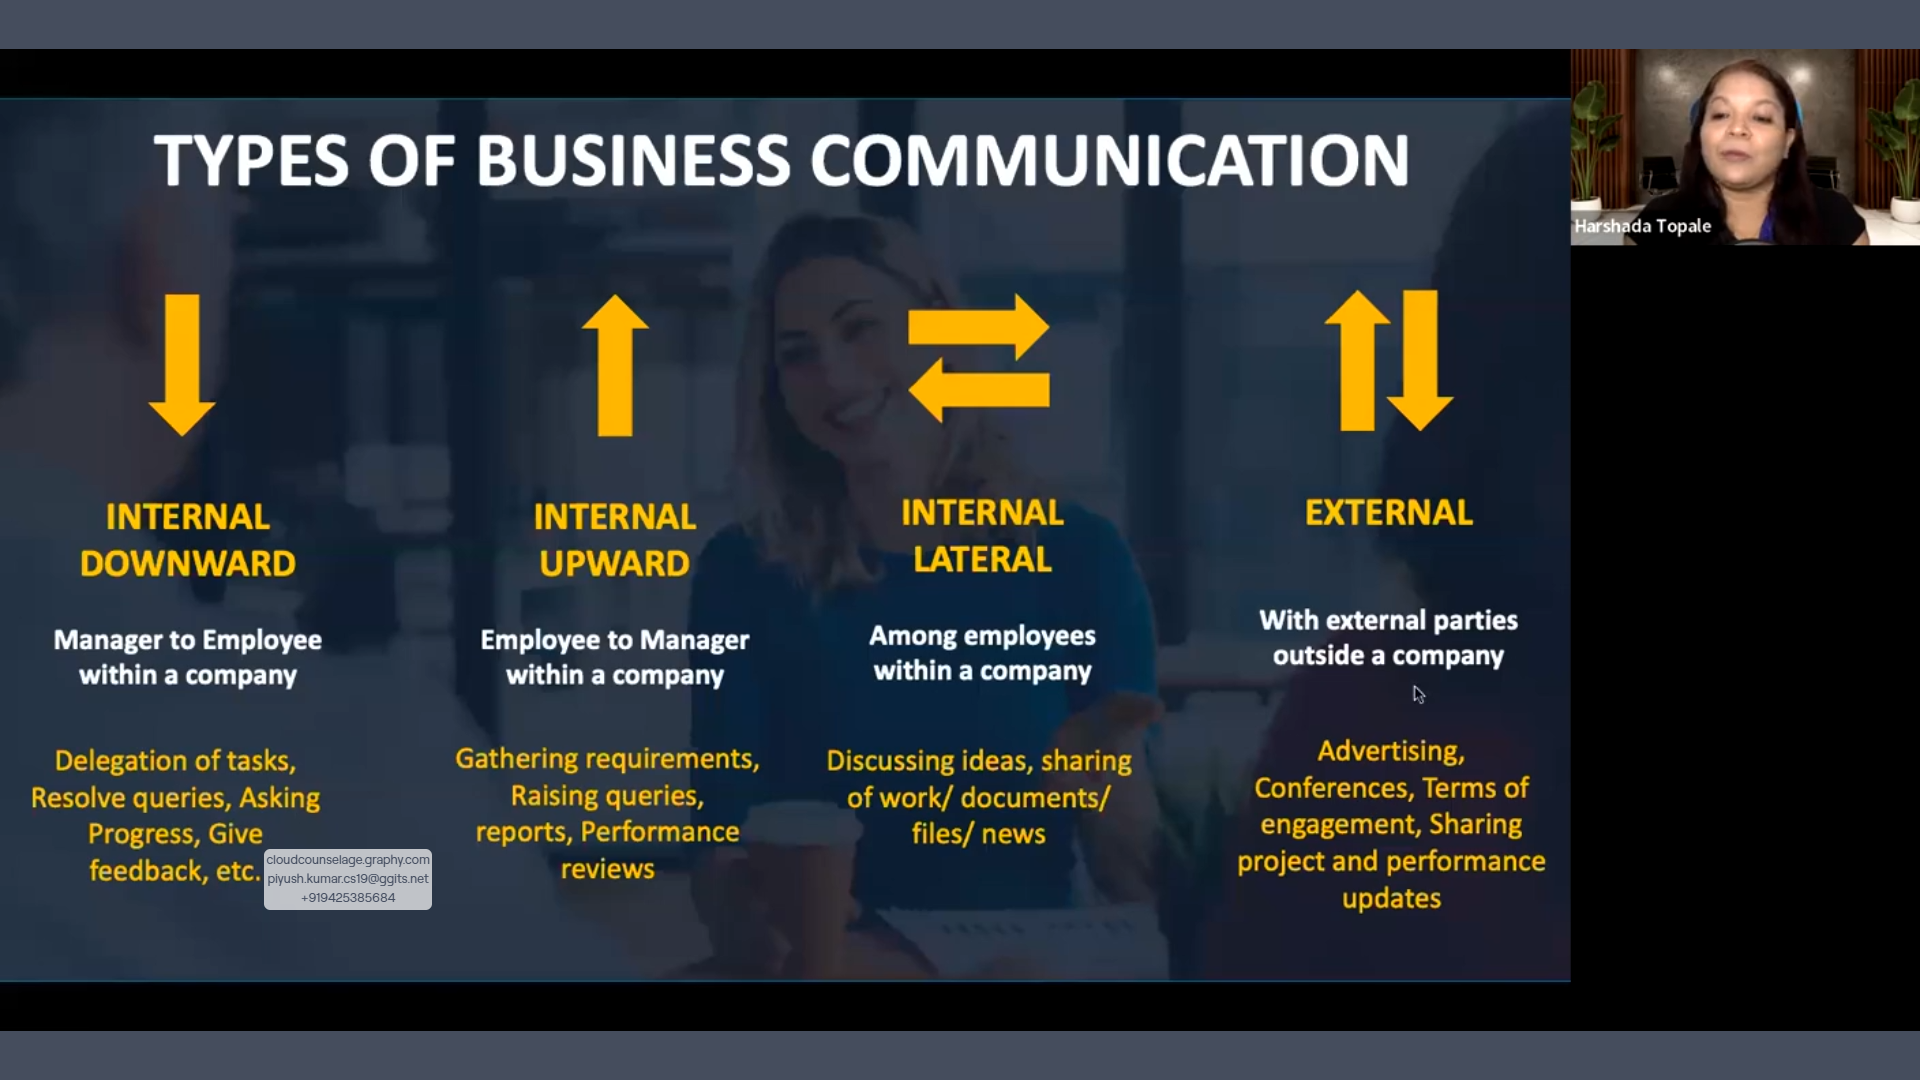 TYPES OF BUSINESS COMMUNICATION
Harshada Topale
INTERNAL
DOWNWARD
Manager to Employee
within a company
Delegation of tasks,
Resolve queries, Asking
Progress, Give
feedback, etc.
INTERNAL
UPWARD
Employee to Manager
within a company
Gathering requirements,
Raising queries,
reports, Performance
reviews
INTERNAL
LATERAL
Among employees
within a company
Discussing ideas, sharing
of work/ documents/
files/ news
EXTERNAL
With external parties
outside a company
Advertising,
Conferences, Terms of
engagement, Sharing
project and performance
updates
cloudcounselage.graphy.com
piyush.kumar.cs19@ggits.net
+919425385684